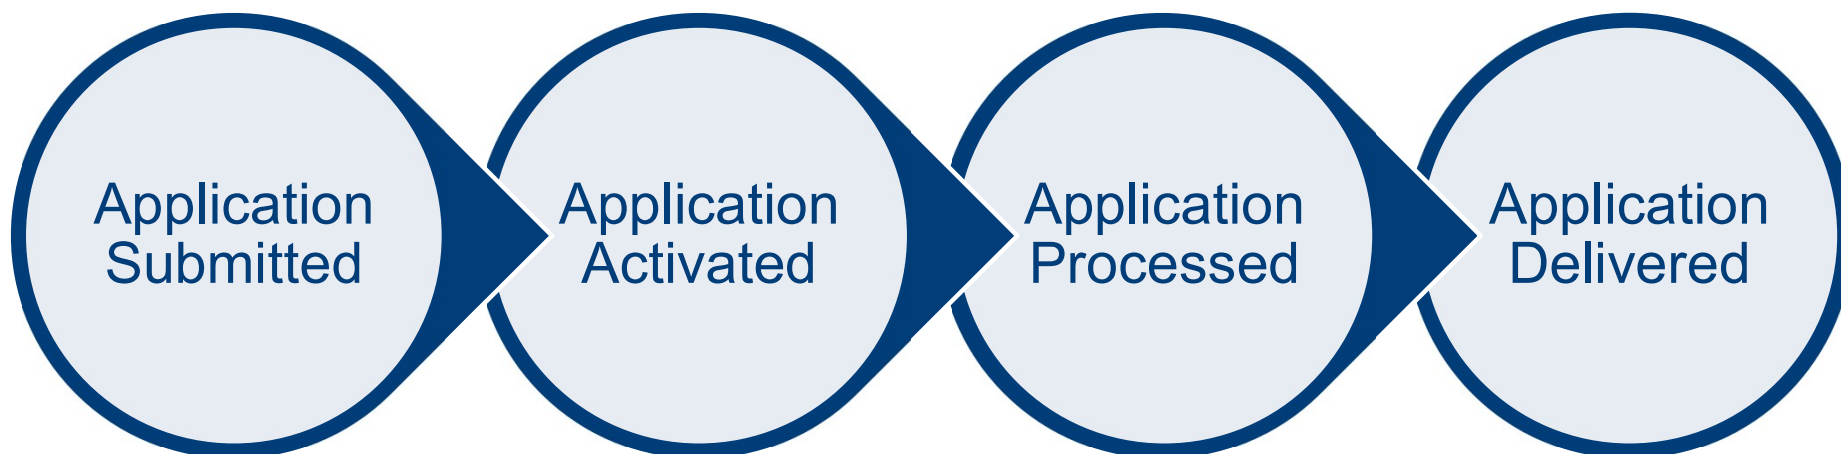 Application
Submitted
Application
Activated
Application
Processed
Application
Delivered